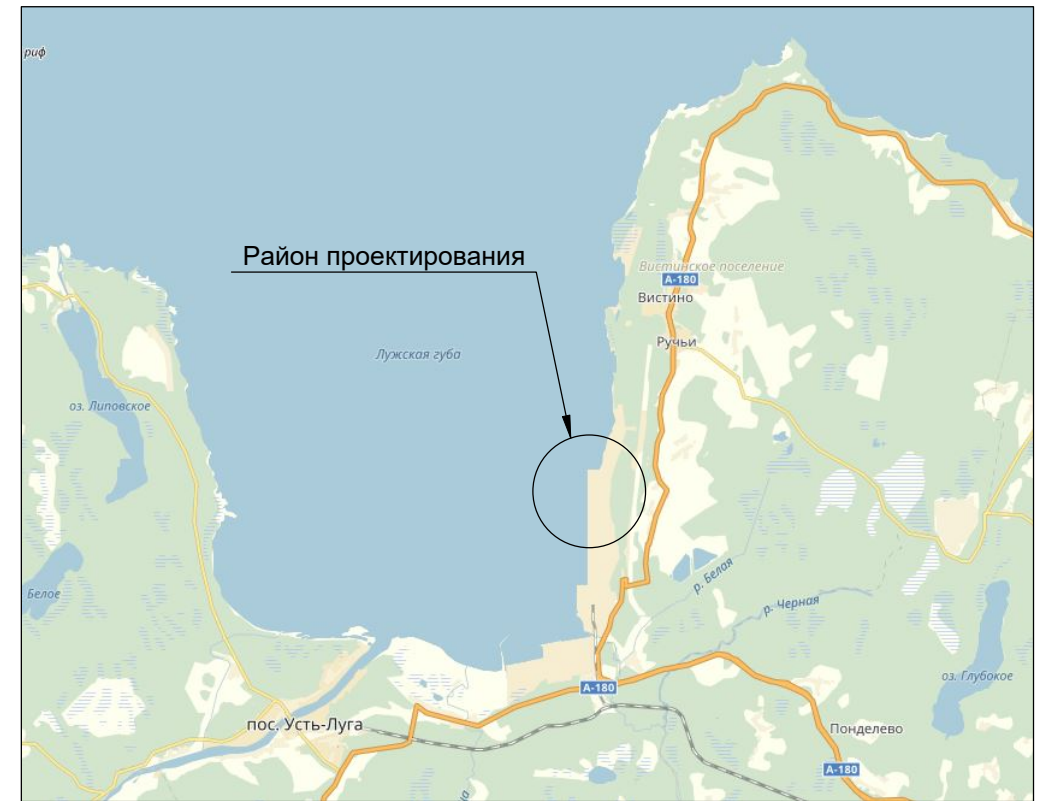 риф
Район проектирования
Вистинское поселение
А-180
Вистино
Ручьи
Лужская губа
оз. Липовское
р. Белая
Белое
р. Черная
оз. Глубокое
А-180
пос. Усть-Луга
Понделево
А-180